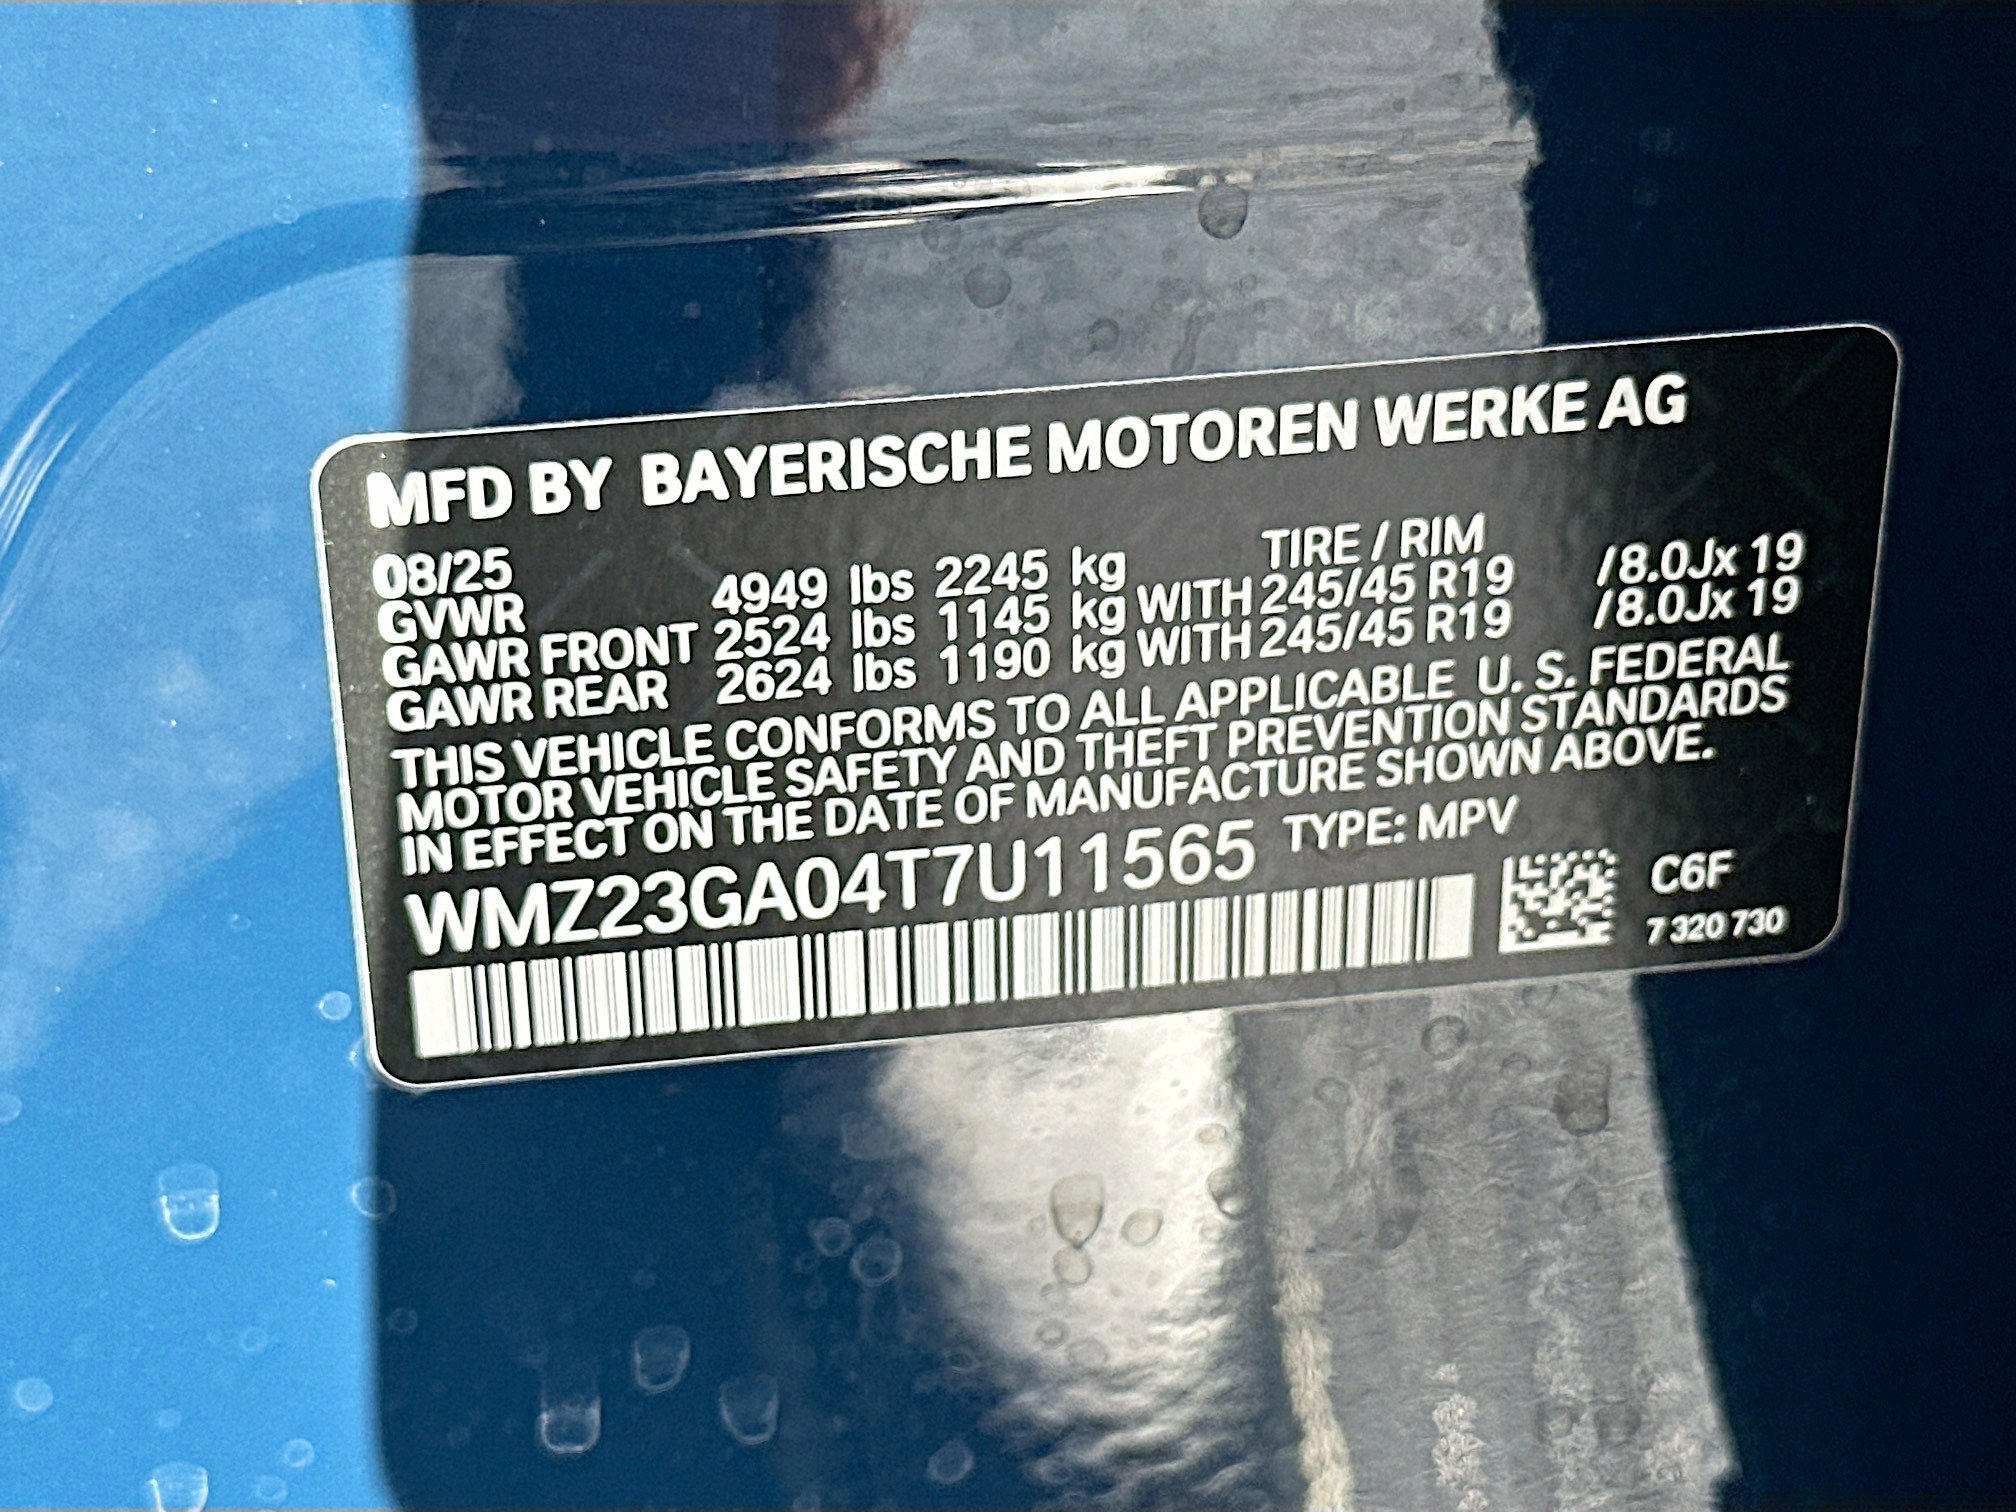 MFD BY BAYERISCHE MOTOREN WERKE AG
08/25 TIRE / RIM
GVWR 4949 lbs 2245 kg
GAWR FRONT 2524 lbs 1145 kg WITH 245/45 R19 /8.0Jx 19
GAWR REAR 2624 lbs 1190 kg WITH 245/45 R19 /8.0Jx 19
THIS VEHICLE CONFORMS TO ALL APPLICABLE U. S. FEDERAL
MOTOR VEHICLE SAFETY AND THEFT PREVENTION STANDARDS
IN EFFECT ON THE DATE OF MANUFACTURE SHOWN ABOVE.
WMZ23GA04T7U11565 TYPE: MPV
C6F
7 320 730